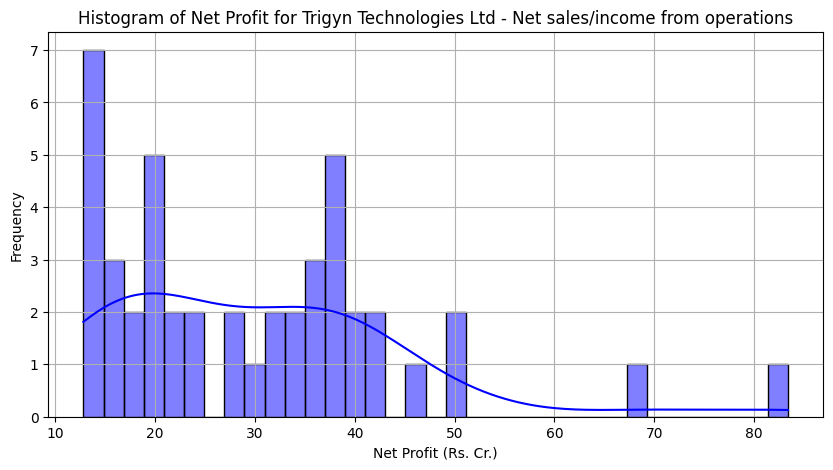 Histogram of Net Profit for Trigyn Technologies Ltd - Net sales/income from operations
7
6
5
4
3
2
1
0
Frequency
10 20 30 40 50 60 70 80
Net Profit (Rs. Cr.)